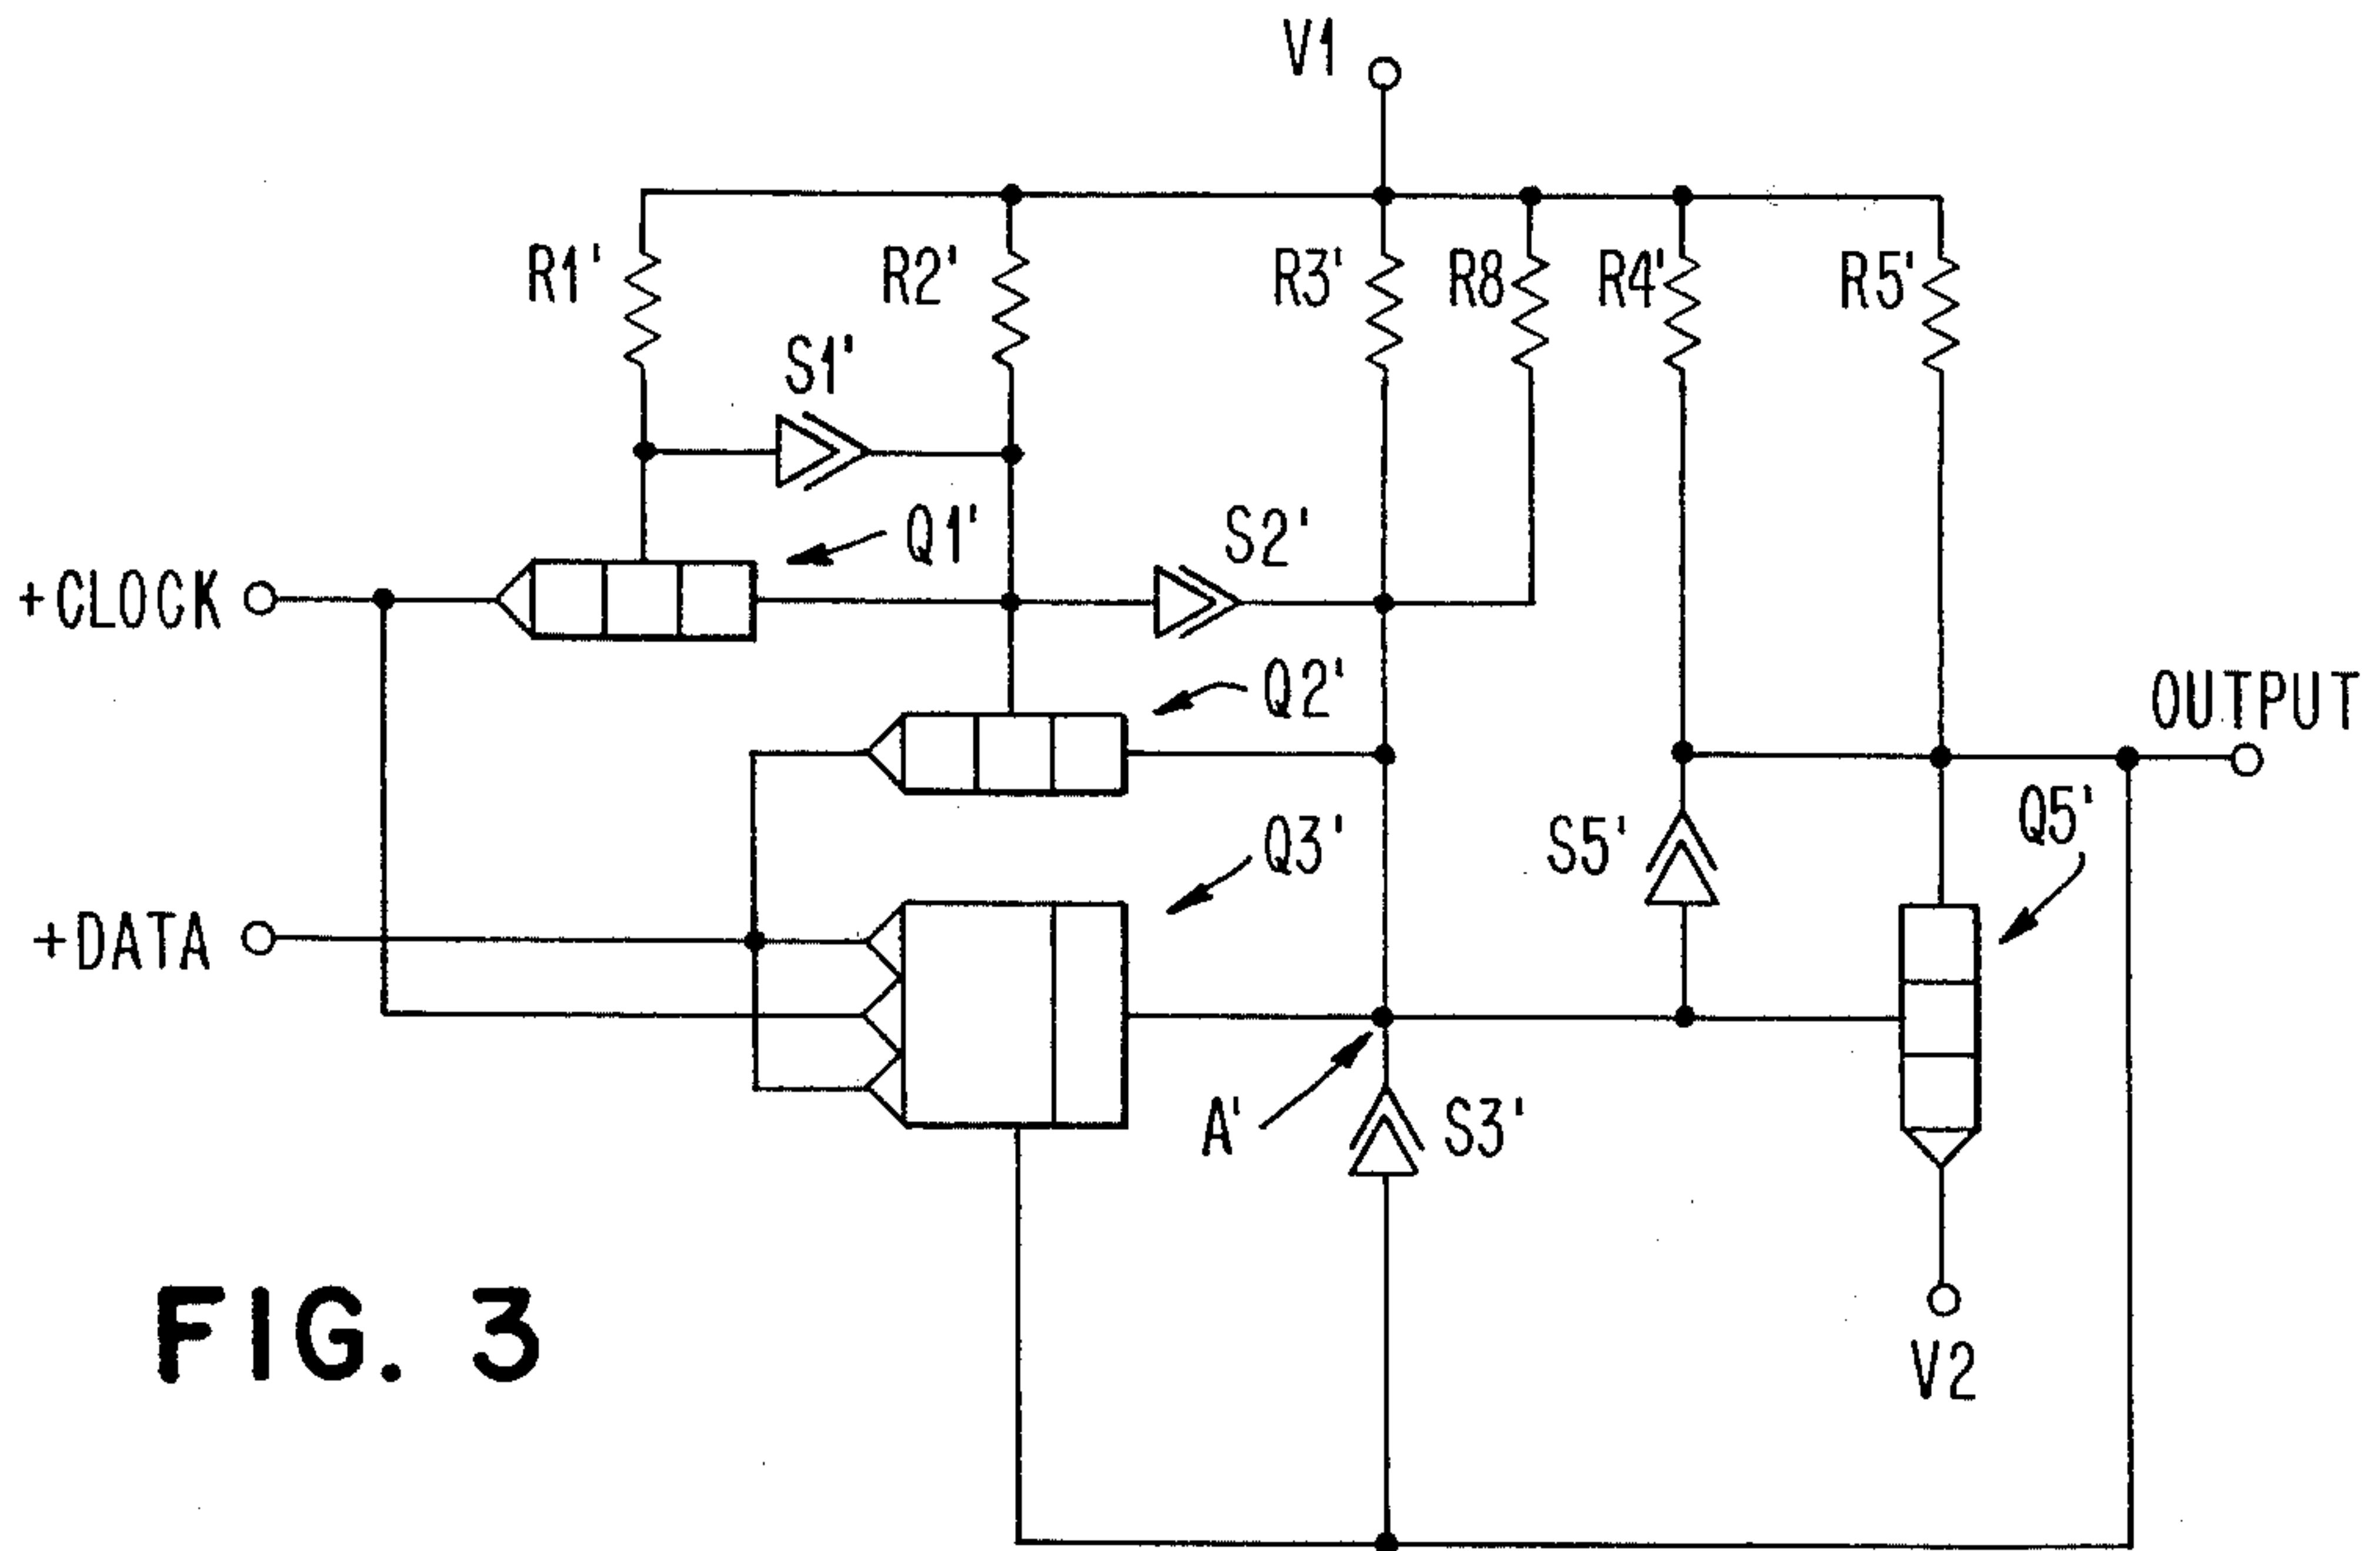 V1
R1'
R2'
R3'
R8
R4'
R5'
S1'
Q1'
S2'
+CLOCK
Q2'
OUTPUT
Q3'
S5'
Q5'
+DATA
A'
S3'
V2
FIG. 3